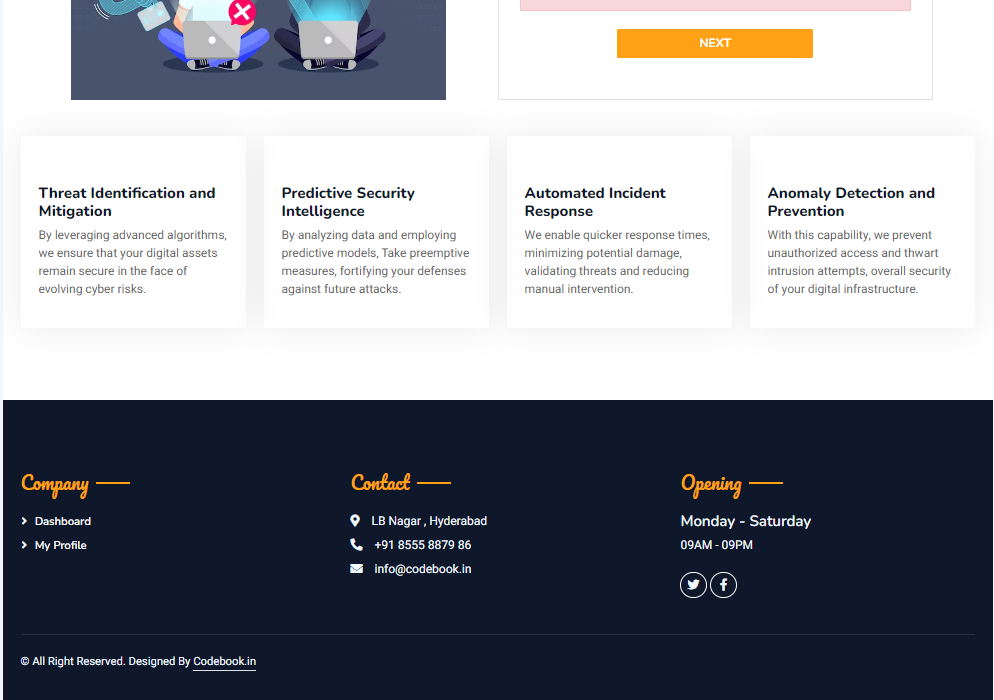 NEXT
Threat Identification and
Mitigation
By leveraging advanced algorithms,
we ensure that your digital assets
remain secure in the face of
evolving cyber risks.
Predictive Security
Intelligence
By analyzing data and employing
predictive models, Take preemptive
measures, fortifying your defenses
against future attacks.
Automated Incident
Response
We enable quicker response times,
minimizing potential damage,
validating threats and reducing
manual intervention.
Anomaly Detection and
Prevention
With this capability, we prevent
unauthorized access and thwart
intrusion attempts, overall security
of your digital infrastructure.
Company
Dashboard
My Profile
Contact
LB Nagar , Hyderabad
+91 8555 8879 86
info@codebook.in
Opening
Monday - Saturday
09AM - 09PM
© All Right Reserved. Designed By Codebook.in